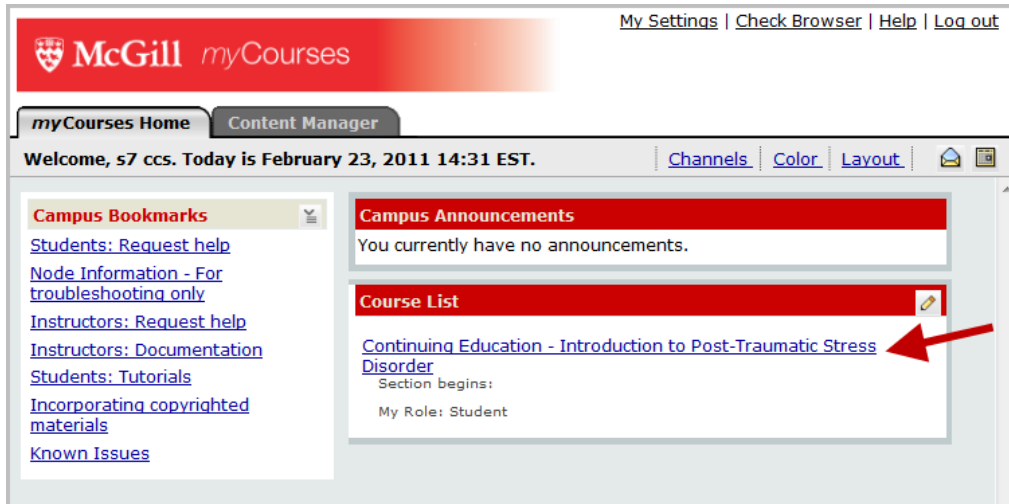 My Settings | Check Browser | Help | Log out
McGill myCourses
myCourses Home Content Manager
Welcome, s7 ccs. Today is February 23, 2011 14:31 EST. Channels Color Layout
Campus Bookmarks
Students: Request help
Node Information - For
troubleshooting only
Instructors: Request help
Instructors: Documentation
Students: Tutorials
Incorporating copyrighted
materials
Known Issues
Campus Announcements
You currently have no announcements.
Course List
Continuing Education - Introduction to Post-Traumatic Stress
Disorder
Section begins:
My Role: Student